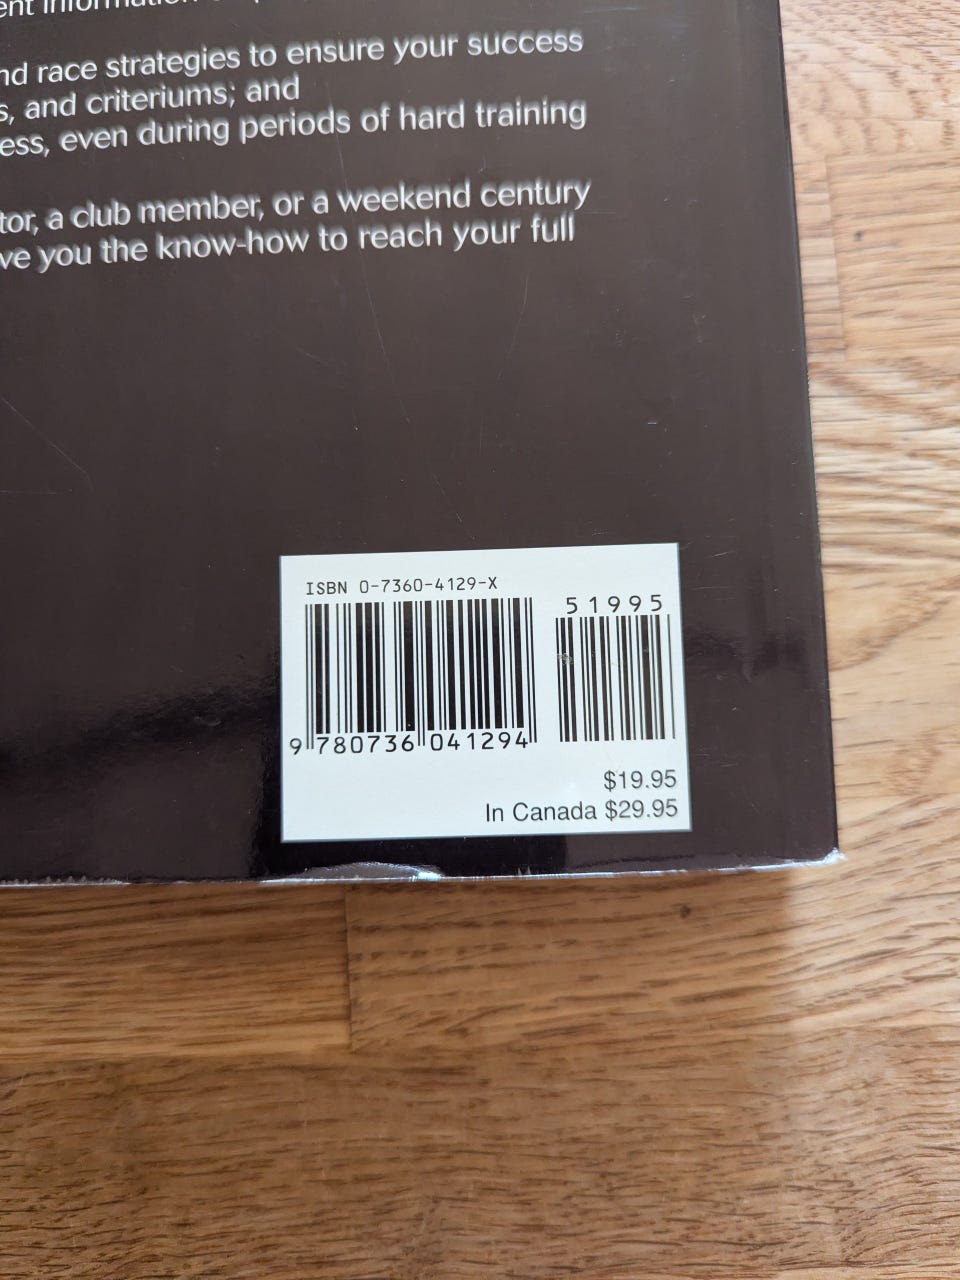 ent information
nd race strategies to ensure your success
s, and criteriums; and
ess, even during periods of hard training
tor, a club member, or a weekend century
ve you the know-how to reach your full
ISBN 0-7360-4129-X
51995
9 780736 041294
$19.95
In Canada $29.95